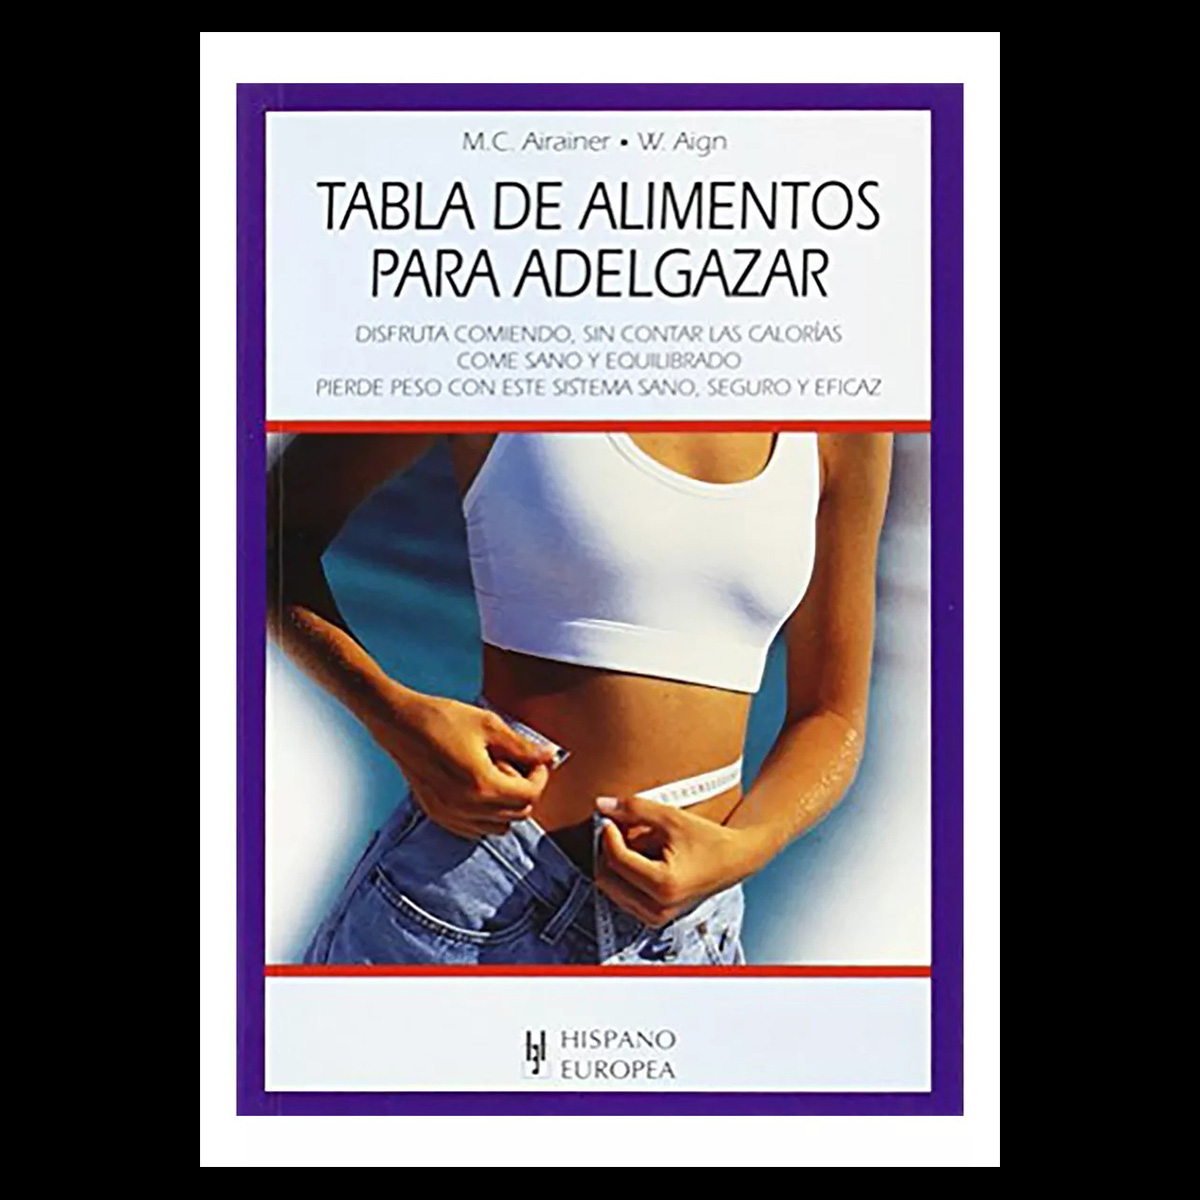 M.C. Airainer • W. Aign
TABLA DE ALIMENTOS
PARA ADELGAZAR
DISFRUTA COMIENDO, SIN CONTAR LAS CALORÍAS
COME SANO Y EQUILIBRADO
PIERDE PESO CON ESTE SISTEMA SANO, SEGURO Y EFICAZ
HISPANO
EUROPEA